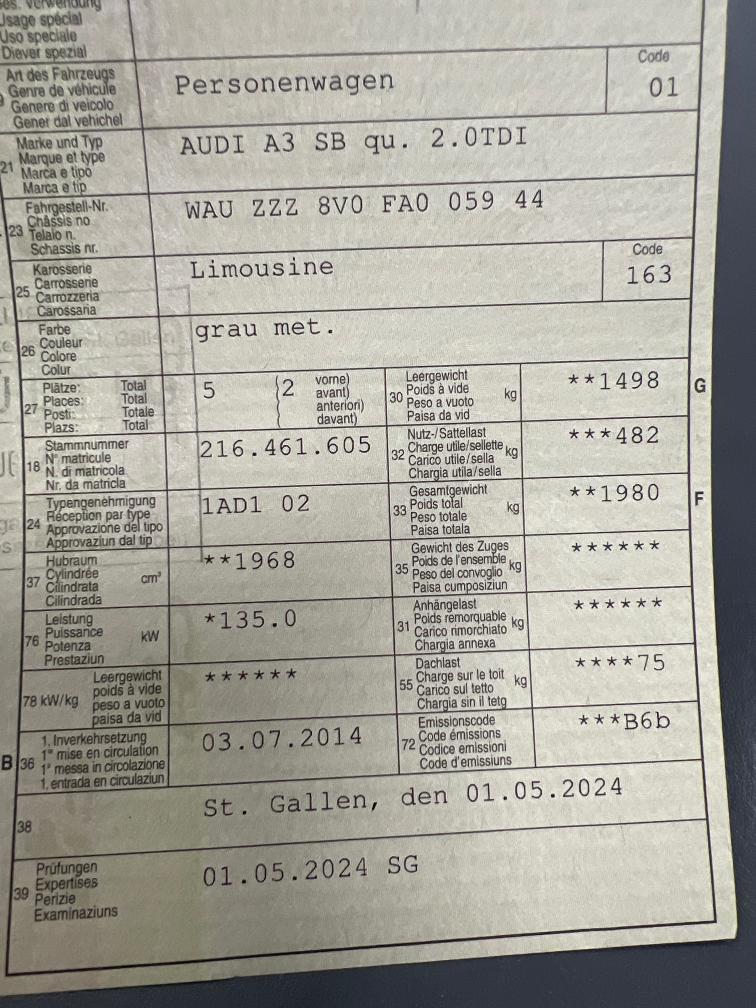 Usage spécial
Uso speciale
Diever spezial
Art des Fahrzeugs
Genre de véhicule
Genere di veicolo
Gener dal vehichel
Personenwagen
Code
01
21
Marke und Typ
Marque et type
Marca e tipo
Marca e tip
AUDI A3 SB qu. 2.0TDI
23
Fahrgestell-Nr.
Châssis no
Telaio n.
Schassis nr.
WAU ZZZ 8V0 FA0 059 44
25
Karosserie
Carrosserie
Carrozzeria
Carossaria
Limousine
Code
163
26
Farbe
Couleur
Colore
Colur
grau met.
27
Plätze: Total
Places: Total
Posti: Totale
Plazs: Total
5 (2 vorne)
avant)
anteriori)
davant)
30
Leergewicht
Poids à vide
Peso a vuoto
Paisa da vid
kg
**1498
G
18
Stammnummer
N° matricule
N. di matricola
Nr. da matricla
216.461.605
32
Nutz-/Sattellast
Charge utile/sellette
Carico utile/sella
Chargia utila/sella
kg
***482
24
Typengenehmigung
Réception par type
Approvazione del tipo
Approvaziun dal tip
1AD1 02
33
Gesamtgewicht
Poids total
Peso totale
Paisa totala
kg
**1980
F
37
Hubraum
Cylindrée
Cilindrata
Cilindrada
cm³
**1968
35
Gewicht des Zuges
Poids de l'ensemble
Peso del convoglio
Paisa cumposiziun
kg
******
76
Leistung
Puissance
Potenza
Prestaziun
kW
*135.0
31
Anhängelast
Poids remorquable
Carico rimorchiato
Chargia annexa
kg
******
78 kW/kg
Leergewicht
poids à vide
peso a vuoto
paisa da vid
******
55
Dachlast
Charge sur le toit
Carico sul tetto
Chargia sin il tetg
kg
****75
B
36
1. Inverkehrsetzung
1re mise en circulation
1a messa in circolazione
1. entrada en circulaziun
03.07.2014
72
Emissionscode
Code émissions
Codice emissioni
Code d'emissiuns
***B6b
38
St. Gallen, den 01.05.2024
39
Prüfungen
Expertises
Perizie
Examinaziuns
01.05.2024 SG